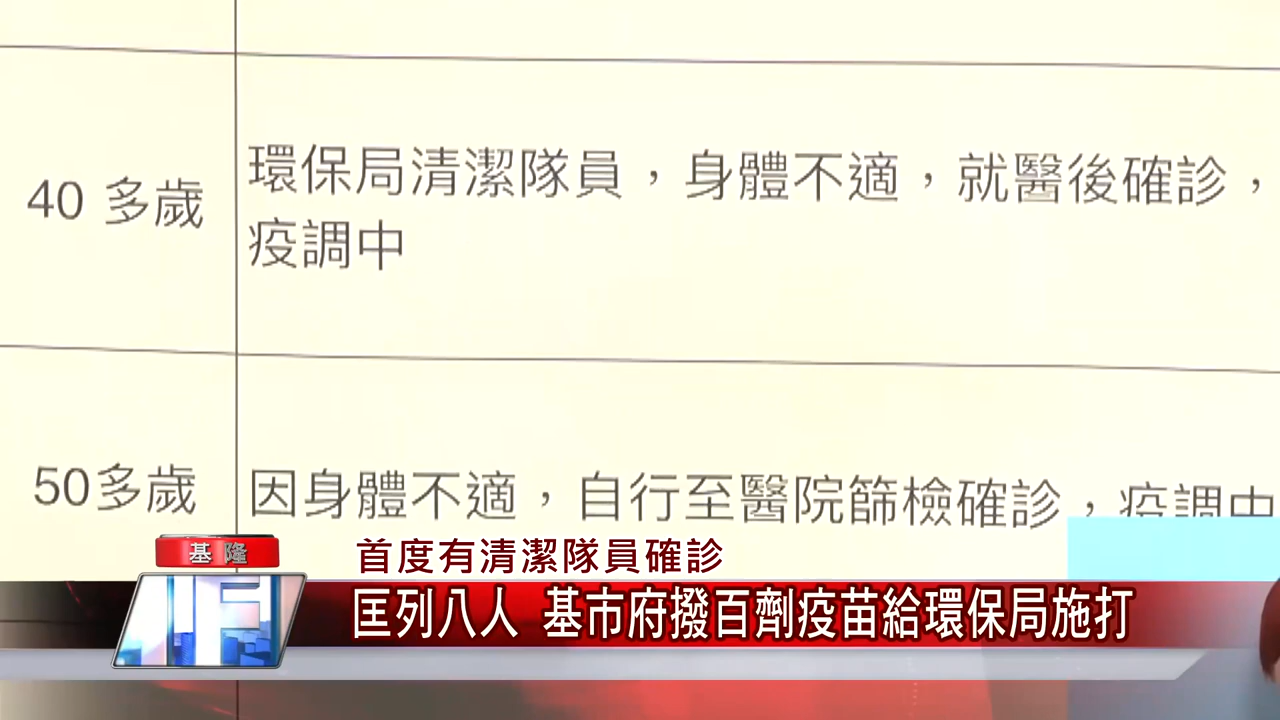 40 多歲
環保局清潔隊員，身體不適，就醫後確診，
疫調中
50多歲
因身體不適，自行至醫院篩檢確診，疫調中
基隆
首度有清潔隊員確診
匡列八人 基市府撥百劑疫苗給環保局施打